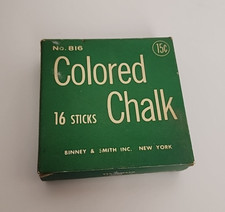 No. 816
15¢
Colored
16 STICKS Chalk
BINNEY & SMITH INC. NEW YORK